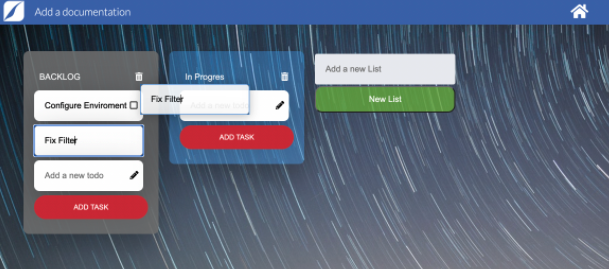 Add a documentation
BACKLOG
Configure Enviroment
Fix Filter
Add a new todo
ADD TASK
In Progres
Fix Filter
Add a new todo
ADD TASK
Add a new List
New List